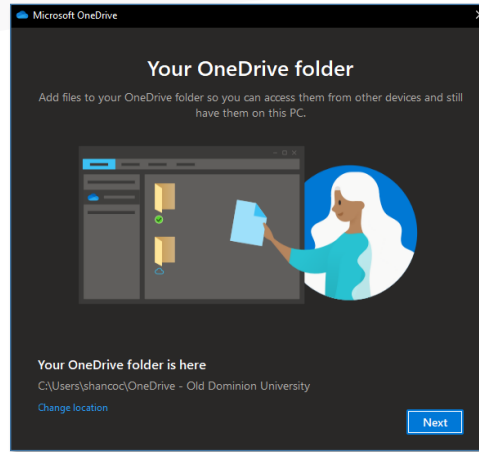 Microsoft OneDrive
Your OneDrive folder
Add files to your OneDrive folder so you can access them from other devices and still
have them on this PC.
Your OneDrive folder is here
C:\Users\shancoc\OneDrive - Old Dominion University
Change location
Next